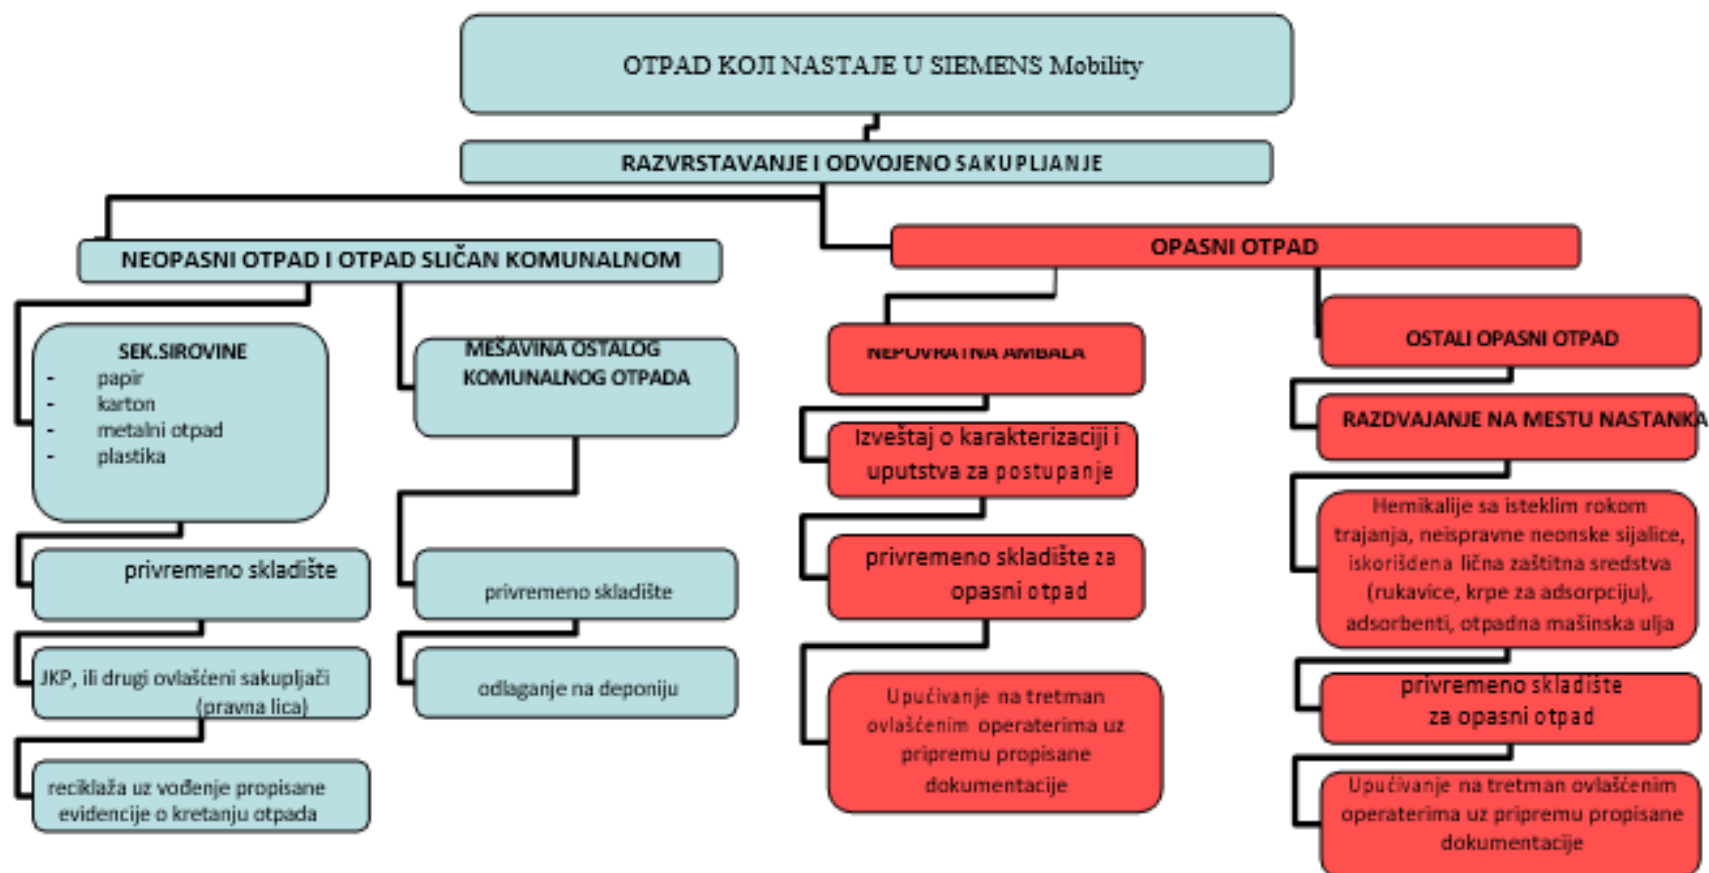 OTPAD KOJI NASTAJE U SIEMENS Mobility
RAZVRSTAVANJE I ODVOJENO SAKUPLJANJE
NEOPASNI OTPAD I OTPAD SLIČAN KOMUNALNOM
SEK.SIROVINE
- papir
- karton
- metalni otpad
- plastika
privremeno skladište
JKP, ili drugi ovlašćeni sakupljači
(pravna lica)
reciklaža uz vođenje propisane
evidencije o kretanju otpada
MEŠAVINA OSTALOG
KOMUNALNOG OTPADA
privremeno skladište
odlaganje na deponiju
OPASNI OTPAD
NEPOVRATNA AMBALA
Izveštaj o karakterizaciji i
uputstva za postupanje
privremeno skladište za
opasni otpad
Upućivanje na tretman
ovlašćenim operaterima uz
pripremu propisane
dokumentacije
OSTALI OPASNI OTPAD
RAZDVAJANJE NA MESTU NASTANKA
Hemikalije sa isteklim rokom
trajanja, neispravne neonske sijalice,
iskorišdena lična zaštitna sredstva
(rukavice, krpe za adsorpciju),
adsorbenti, otpadna mašinska ulja
privremeno skladište
za opasni otpad
Upućivanje na tretman ovlašćenim
operaterima uz pripremu propisane
dokumentacije